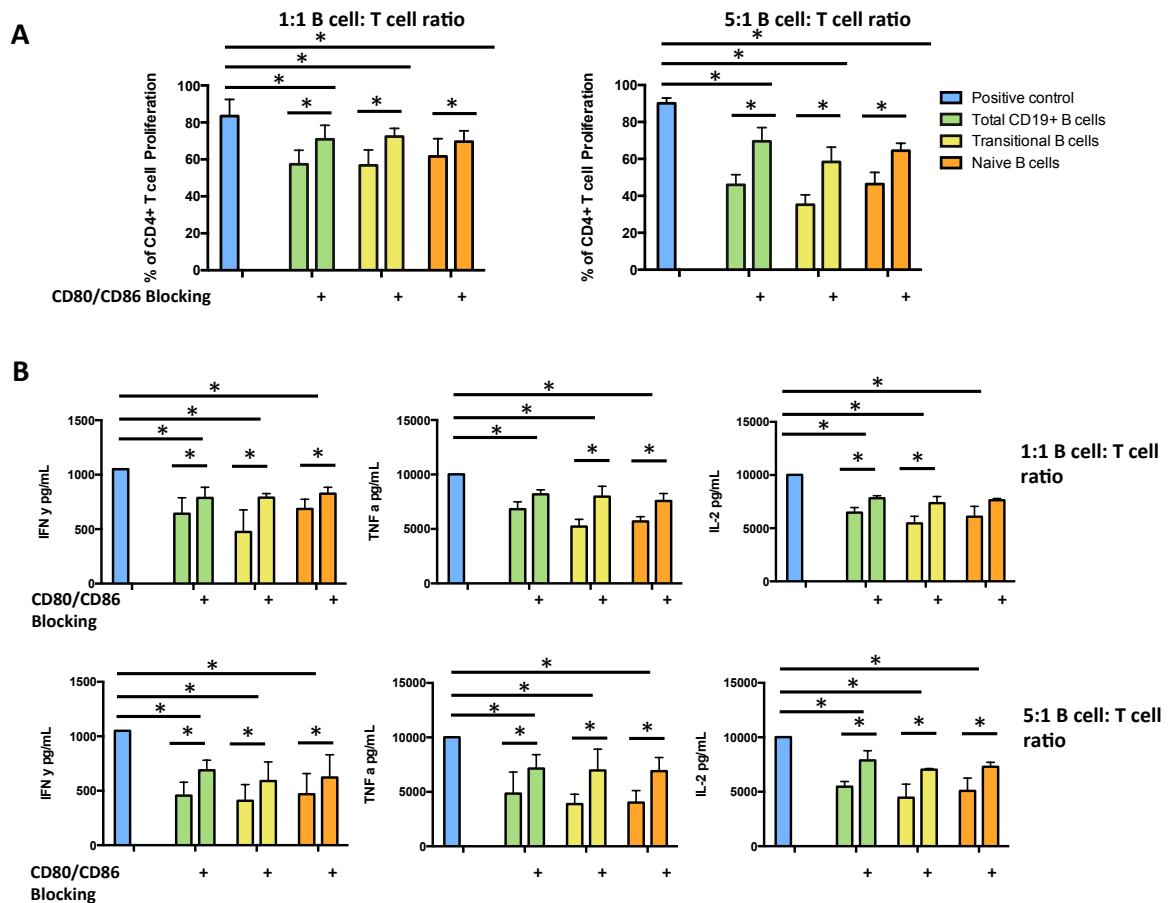 A
1:1 B cell: T cell ratio
5:1 B cell: T cell ratio
*
*
*
*
*
*
*
*
*
*
*
*
% of CD4+ T cell Proliferation
100
80
60
40
20
0
% of CD4+ T cell Proliferation
100
80
60
40
20
0
Positive control
Total CD19+ B cells
Transitional B cells
Naive B cells
CD80/CD86 Blocking
+ + +
+ + +
B
*
*
*
*
*
*
IFN y pg/mL
1500
1000
500
0
*
*
*
*
*
TNF a pg/mL
15000
10000
5000
0
*
*
*
*
*
IL-2 pg/mL
15000
10000
5000
0
1:1 B cell: T cell
ratio
CD80/CD86
Blocking
+ + +
+ + +
+ + +
*
*
*
*
*
*
IFN y pg/mL
1500
1000
500
0
*
*
*
*
*
*
TNF a pg/mL
15000
10000
5000
0
*
*
*
*
*
*
IL-2 pg/mL
15000
10000
5000
0
5:1 B cell: T cell
ratio
CD80/CD86
Blocking
+ + +
+ + +
+ + +